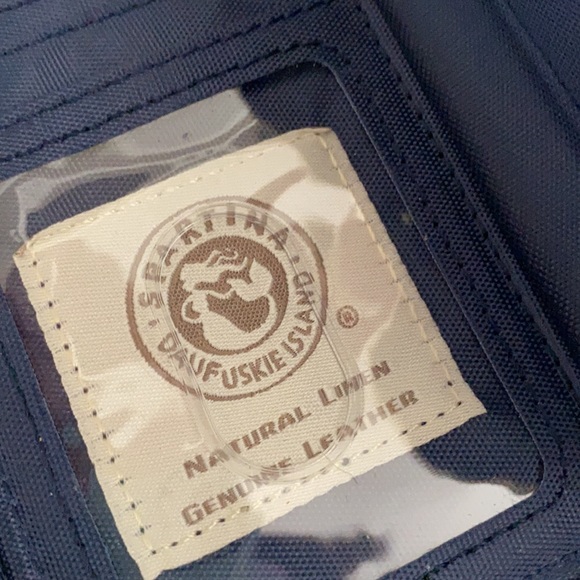 SPARTINA
DAUFUSKIE ISLAND
®
NATURAL LINEN
GENUINE LEATHER